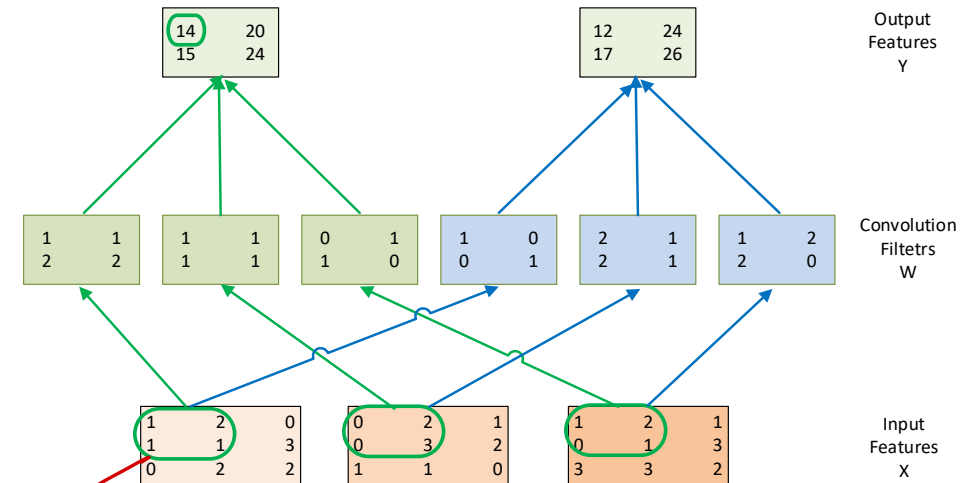 14 20
15 24
12 24
17 26
Output
Features
Y
1 1
2 2
1 1
1 1
0 1
1 0
1 0
0 1
2 1
2 1
1 2
2 0
Convolution
Filtetrs
W
1 2 0
1 1 3
0 2 2
0 2 1
0 3 2
1 1 0
1 2 1
0 1 3
3 3 2
Input
Features
X